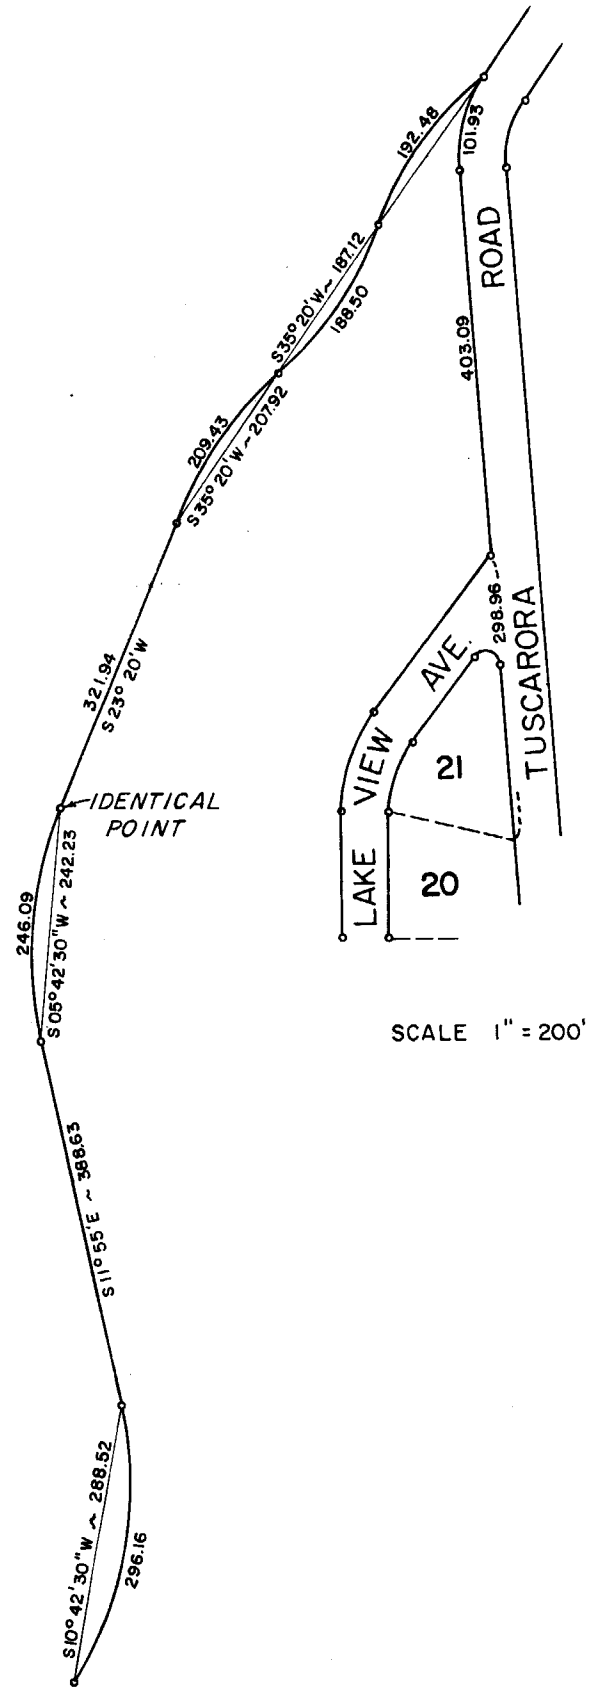 192.48
101.93
ROAD
S35°20'W ~ 187.12
188.50
403.09
209.43
S35°20'W ~ 207.92
298.96
321.94
S23°20'W
AVE.
TUSCARORA
VIEW
21
IDENTICAL
POINT
LAKE
20
246.09
S05°42'30"W ~ 242.23
SCALE 1" = 200'
S11°55'E ~ 388.63
S10°42'30"W ~ 288.52
296.16